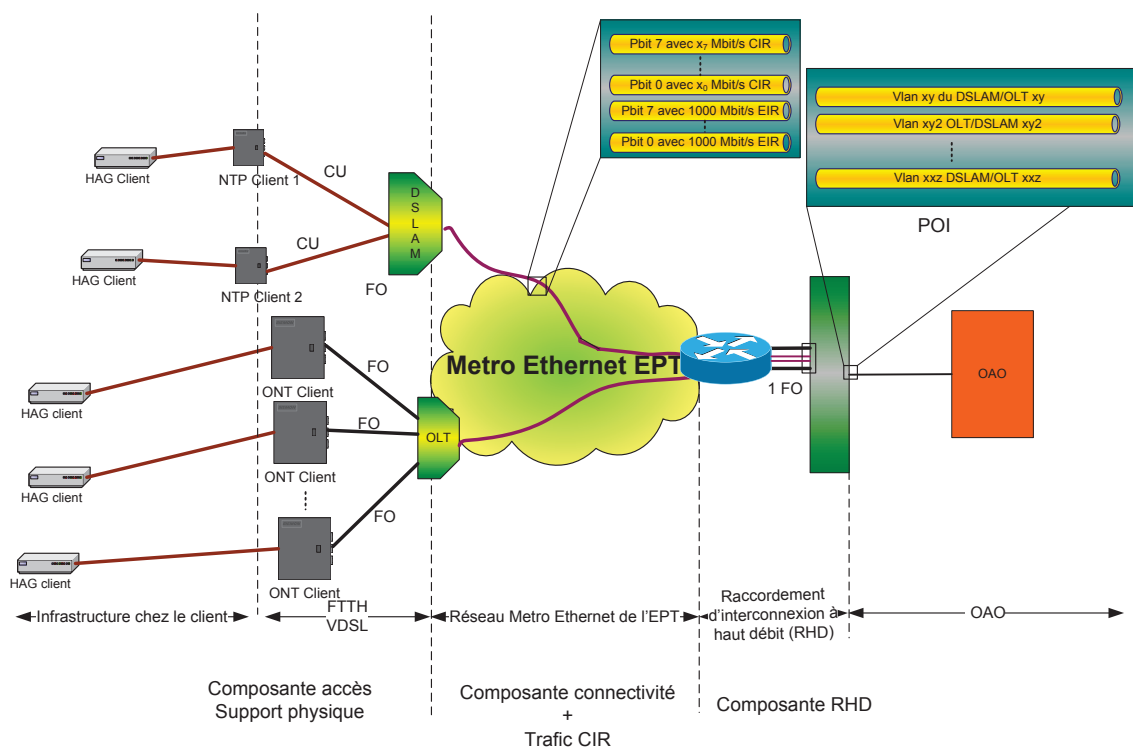 Pbit 7 avec x7 Mbit/s CIR
Pbit 0 avec x0 Mbit/s CIR
Pbit 7 avec 1000 Mbit/s EIR
Pbit 0 avec 1000 Mbit/s EIR
Vlan xy du DSLAM/OLT xy
Vlan xy2 OLT/DSLAM xy2
Vlan xxz DSLAM/OLT xxz
POI
HAG Client
NTP Client 1
CU
DSLAM
HAG Client
NTP Client 2
CU
FO
HAG client
ONT Client
FO
HAG client
ONT Client
FO
OLT
HAG client
ONT Client
FO
Metro Ethernet EPT
1 FO
OAO
Infrastructure chez le client
FTTH
VDSL
Réseau Metro Ethernet de l'EPT
Raccordement
d'interconnexion à
haut débit (RHD)
OAO
Composante accès
Support physique
Composante connectivité
+
Trafic CIR
Composante RHD